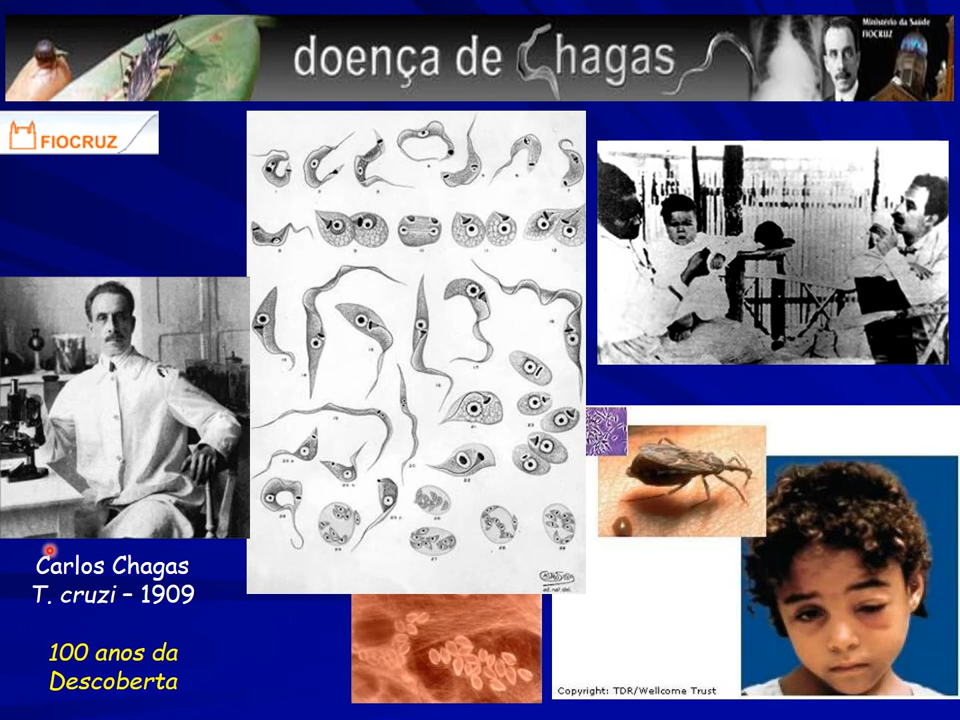 doença de Chagas
Ministério da Saúde
FIOCRUZ
FIOCRUZ
Carlos Chagas
T. cruzi – 1909
100 anos da
Descoberta
Copyright: TDR/Wellcome Trust